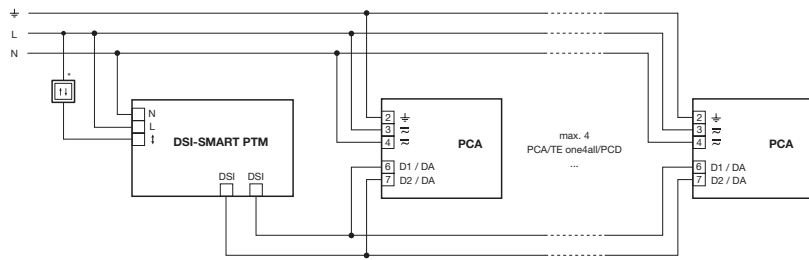 L
N
*
N
L
DSI-SMART PTM
DSI DSI
2
3
4
PCA
6 D1 / DA
7 D2 / DA
max. 4
PCA/TE one4all/PCD
...
2
3
4
PCA
6 D1 / DA
7 D2 / DA